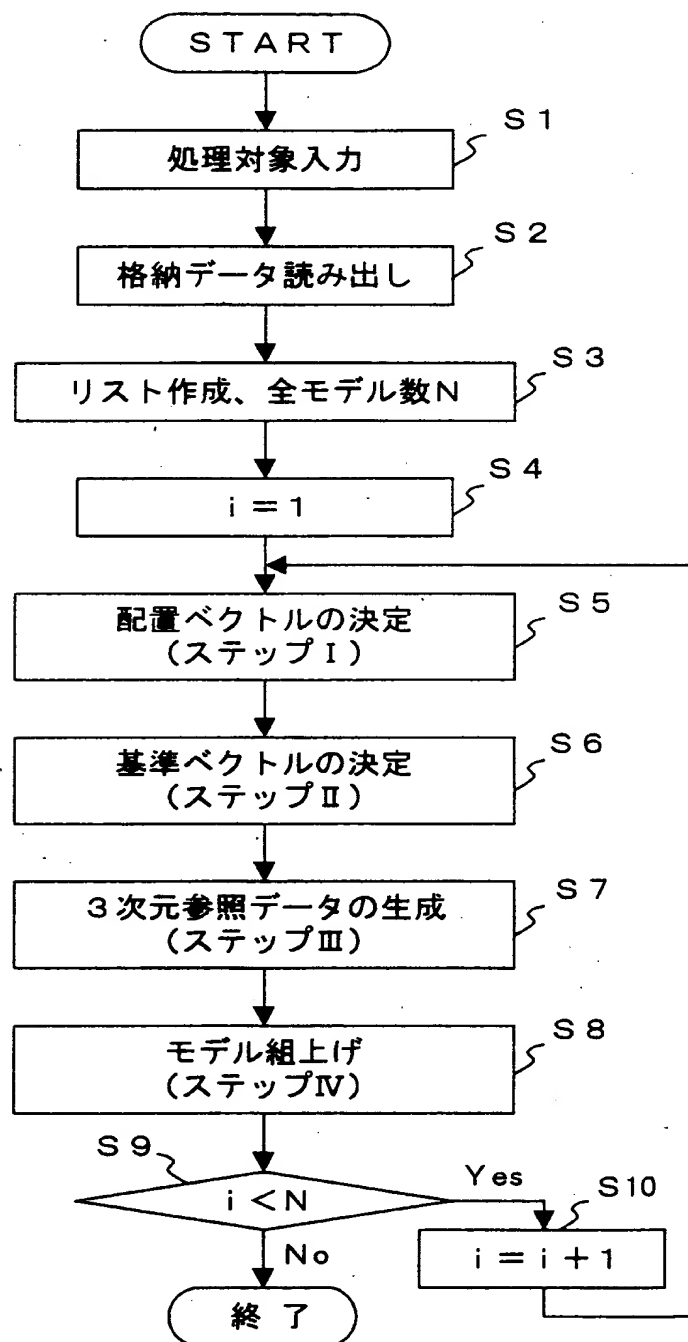 START
S1
処理対象入力
S2
格納データ読み出し
S3
リスト作成、全モデル数N
S4
i=1
S5
配置ベクトルの決定
(ステップⅠ)
S6
基準ベクトルの決定
(ステップⅡ)
S7
3次元参照データの生成
(ステップⅢ)
S8
モデル組上げ
(ステップⅣ)
S9
i<N
Yes
S10
i=i+1
No
終了